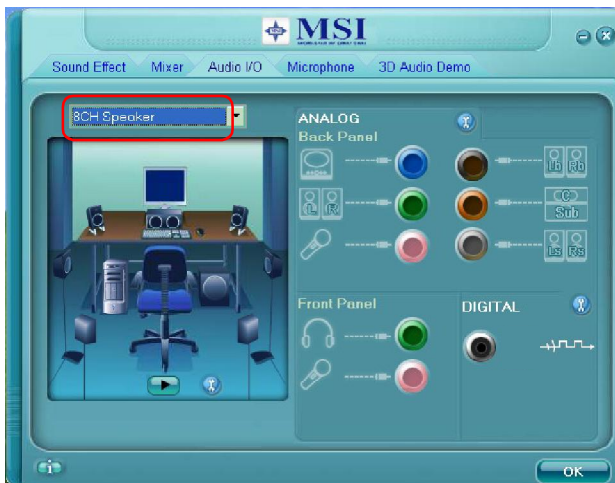 MSI
Sound Effect
Mixer
Audio I/O
Microphone
3D Audio Demo
8CH Speaker
ANALOG
Back Panel
Lb Rb
L R
C
Sub
Ls Rs
Front Panel
DIGITAL
i
OK